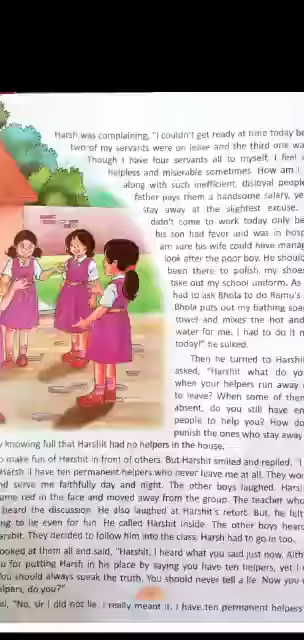 Harsh was complaining, "I couldn't get ready at time today be
two of my servants were on leave and the third one wa
Though I have four servants all to myself, I feel
helpless and miserable sometimes. How am I
along with such inefficient, disloyal people
father pays them a handsome salary, ye
stay away at the slightest excuse.
didn't come to work today only be
his son had fever and was in hosp
am sure his wife could have manag
look after the poor boy. He should
been there to polish my shoe
take out my school uniform. As
had to ask Bhola to do Ramu's
Bhola puts out my bathing soa
towel and mixes the hot and
water for me. I had to do it m
today!" he sulked.
Then he turned to Harshi
asked, "Harshit what do yo
when your helpers run away
to leave? When some of them
absent, do you still have en
people to help you? How do
punish the ones who stay away
knowing full that Harshit had no helpers in the house.
o make fun of Harshit in front of others. But Harshit smiled and replied, "I
Harsh. I have ten permanent helpers who never leave me at all. They wor
nd serve me faithfully day and night. The other boys laughed. Harsh
ame red in the face and moved away from the group. The teacher who
heard the discussion. He also laughed at Harshit's retort. But, he felt
ng to lie even for fun. He called Harshit inside. The other boys heard
arshit. They decided to follow him into the class. Harsh had to go in too.
ooked at them all and said, "Harshit, I heard what you said just now. Alth
u for putting Harsh in his place by saying you have ten helpers, yet I
You should always speak the truth. You should never tell a lie. Now you
elpers, do you?"
"No, sir I did not lie. I really meant it. I have ten permanent helpers